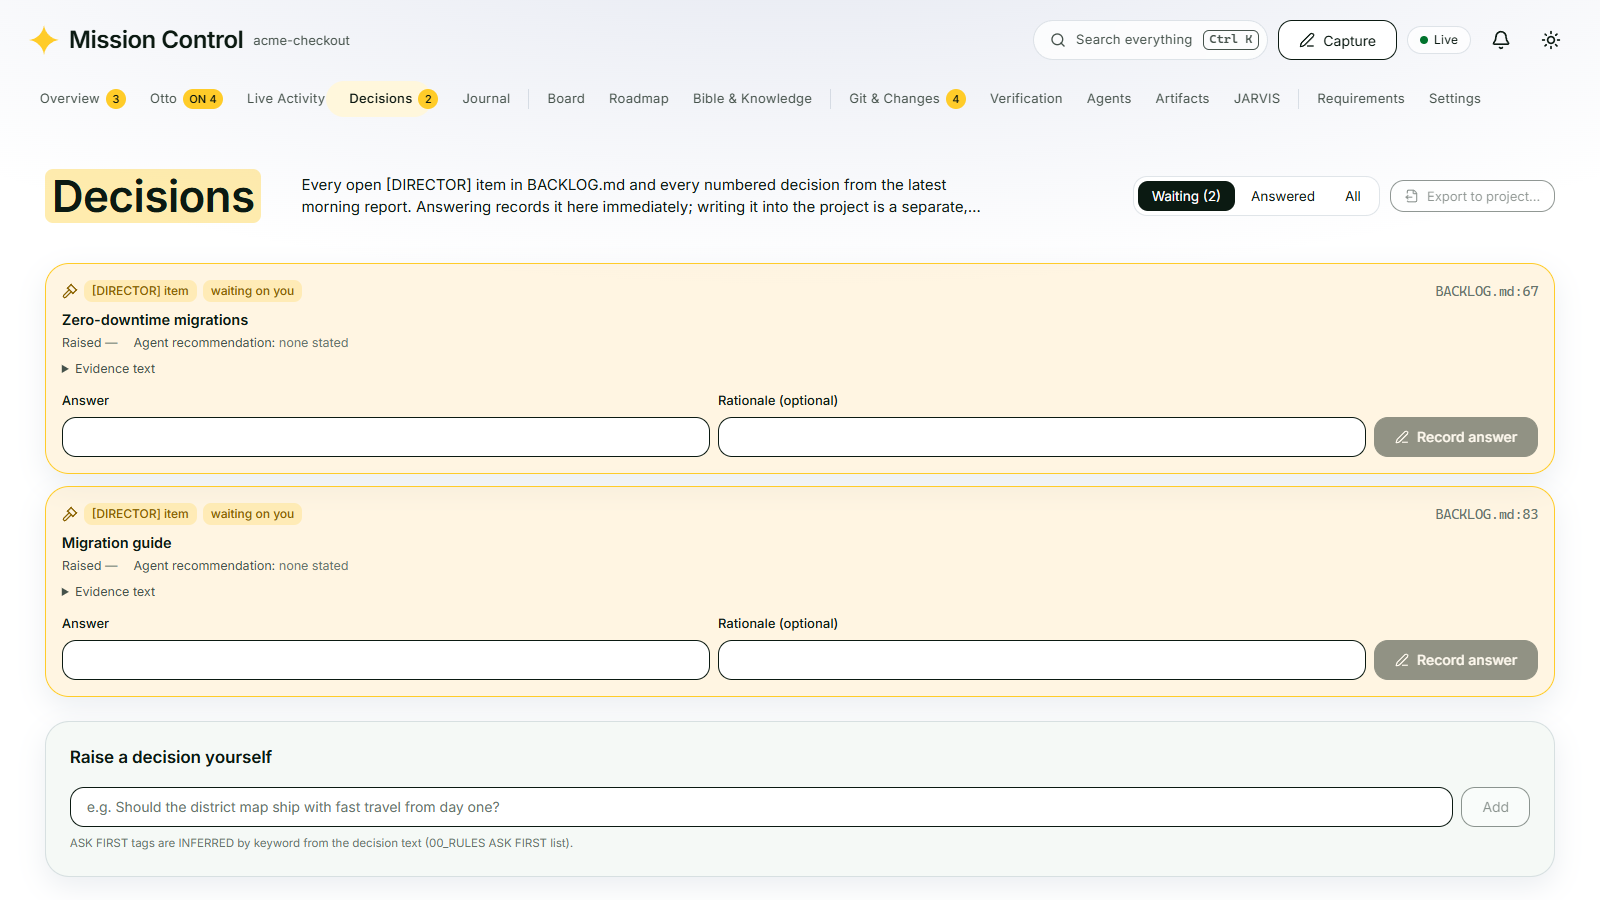 Mission Control acme-checkout
Search everything Ctrl K
Capture
Live
Overview 3
Otto ON 4
Live Activity
Decisions 2
Journal
Board
Roadmap
Bible & Knowledge
Git & Changes 4
Verification
Agents
Artifacts
JARVIS
Requirements
Settings
Decisions
Every open [DIRECTOR] item in BACKLOG.md and every numbered decision from the latest
morning report. Answering records it here immediately; writing it into the project is a separate,...
Waiting (2)
Answered
All
Export to project...
[DIRECTOR] item waiting on you BACKLOG.md:67
Zero-downtime migrations
Raised — Agent recommendation: none stated
Evidence text
Answer Rationale (optional)
Record answer
[DIRECTOR] item waiting on you BACKLOG.md:83
Migration guide
Raised — Agent recommendation: none stated
Evidence text
Answer Rationale (optional)
Record answer
Raise a decision yourself
e.g. Should the district map ship with fast travel from day one?
Add
ASK FIRST tags are INFERRED by keyword from the decision text (00_RULES ASK FIRST list).